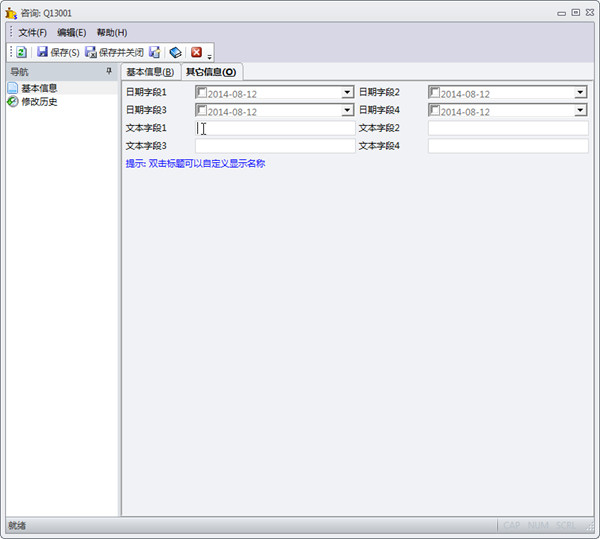 咨询: Q13001
文件(F) 编辑(E) 帮助(H)
保存(S) 保存并关闭
导航
基本信息
修改历史
基本信息(B) 其它信息(O)
日期字段1 2014-08-12 日期字段2 2014-08-12
日期字段3 2014-08-12 日期字段4 2014-08-12
文本字段1 文本字段2
文本字段3 文本字段4
提示: 双击标题可以自定义显示名称
就绪 CAP NUM SCRL